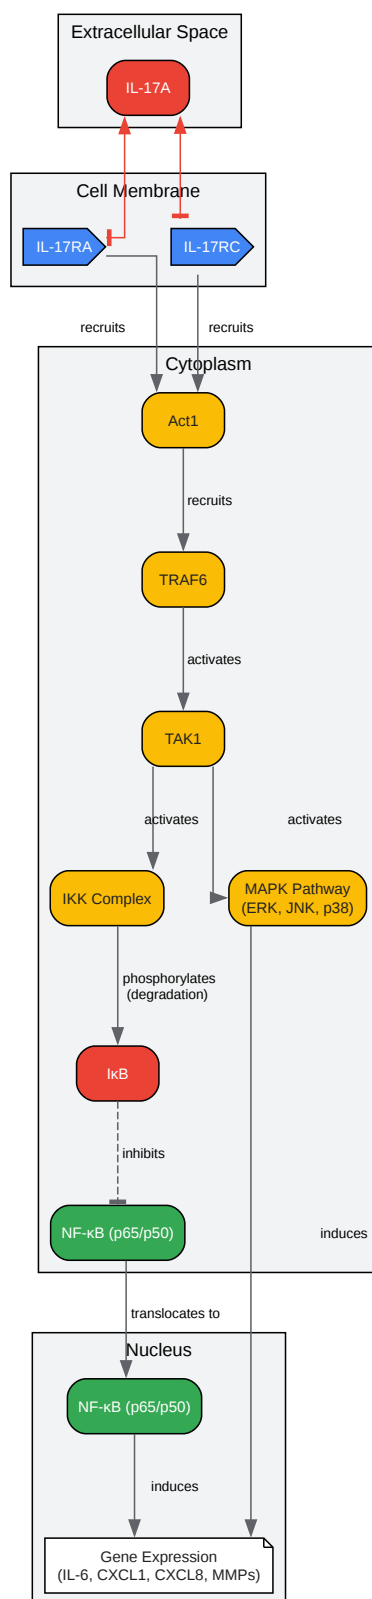 Extracellular Space
IL-17A
Cell Membrane
IL-17RA
IL-17RC
recruits
recruits
Cytoplasm
Act1
recruits
TRAF6
activates
TAK1
activates
activates
IKK Complex
MAPK Pathway
(ERK, JNK, p38)
phosphorylates
(degradation)
IκB
inhibits
NF-κB (p65/p50)
induces
translocates to
Nucleus
NF-κB (p65/p50)
induces
Gene Expression
(IL-6, CXCL1, CXCL8, MMPs)